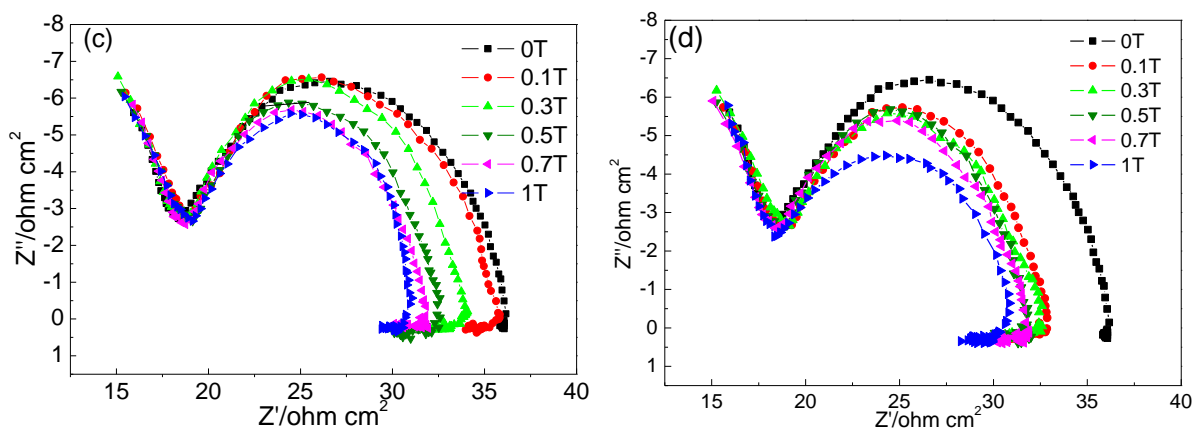 (c)
0T
0.1T
0.3T
0.5T
0.7T
1T
-8
-7
-6
-5
-4
-3
-2
-1
0
1
Z''/ohm cm²
15 20 25 30 35 40
Z'/ohm cm²
(d)
0T
0.1T
0.3T
0.5T
0.7T
1T
-8
-7
-6
-5
-4
-3
-2
-1
0
1
Z''/ohm cm²
15 20 25 30 35 40
Z'/ohm cm²